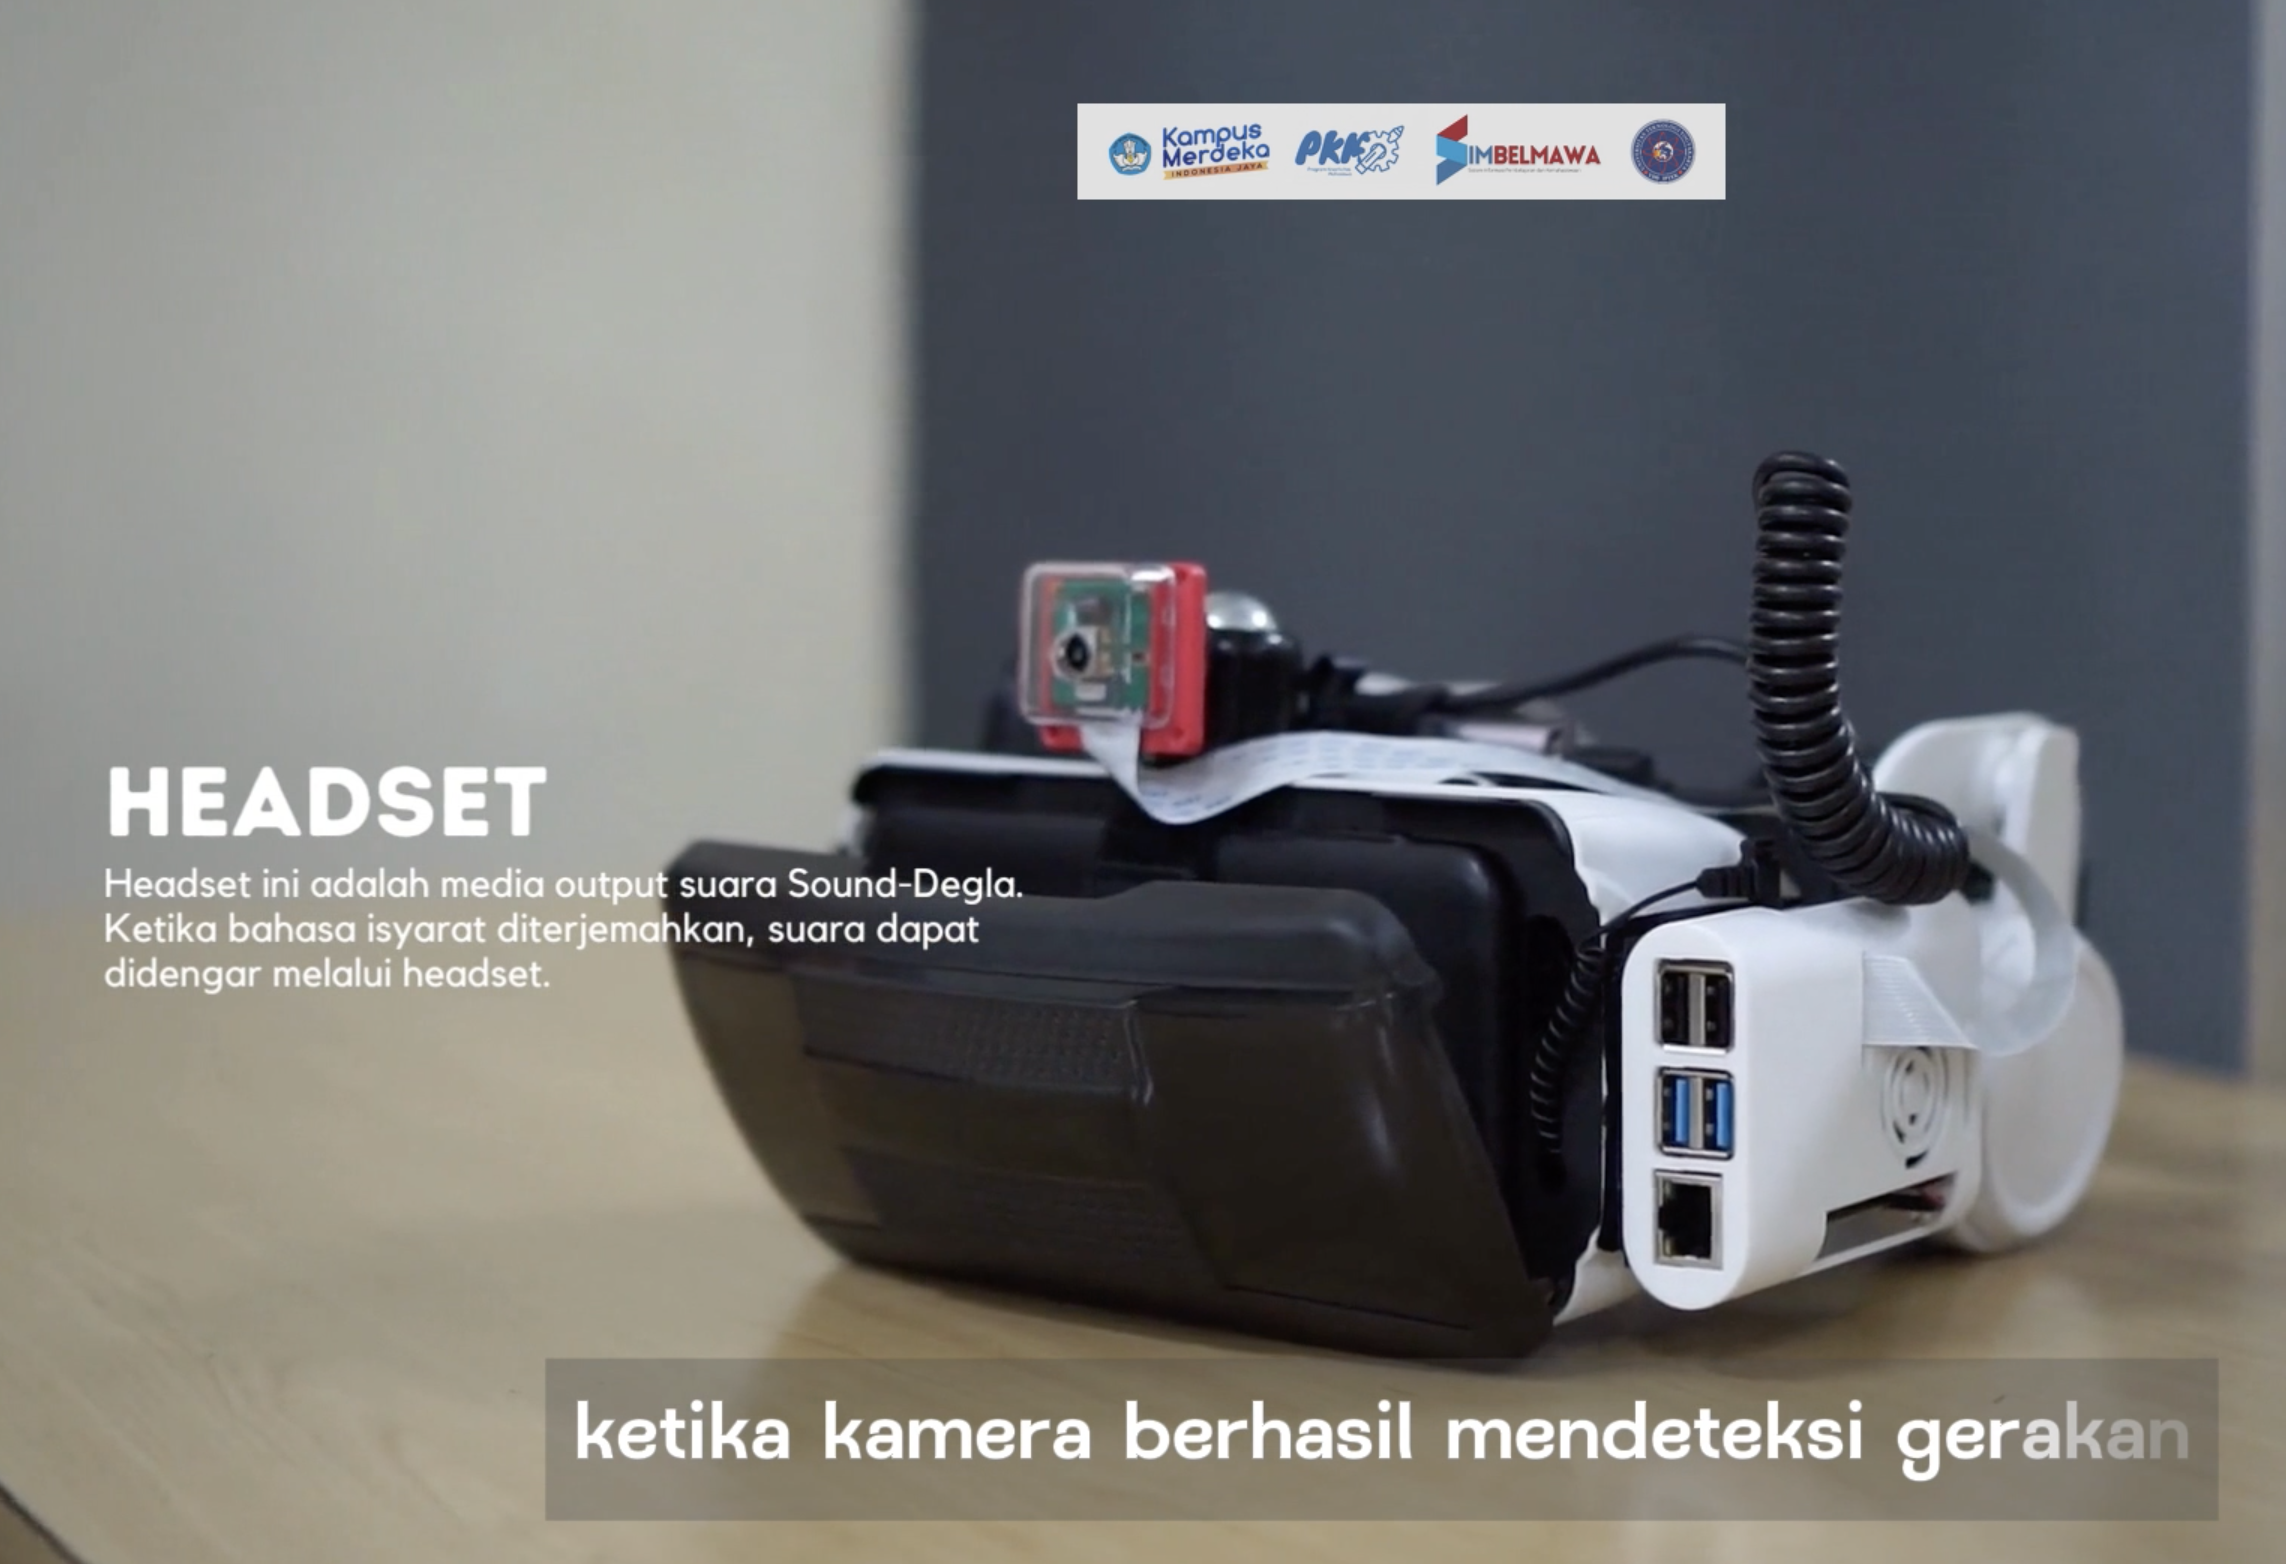 Kampus
Merdeka
INDONESIA JAYA
PKK
SIMBELMAWA
HEADSET
Headset ini adalah media output suara Sound-Degla.
Ketika bahasa isyarat diterjemahkan, suara dapat
didengar melalui headset.
ketika kamera berhasil mendeteksi gerakan